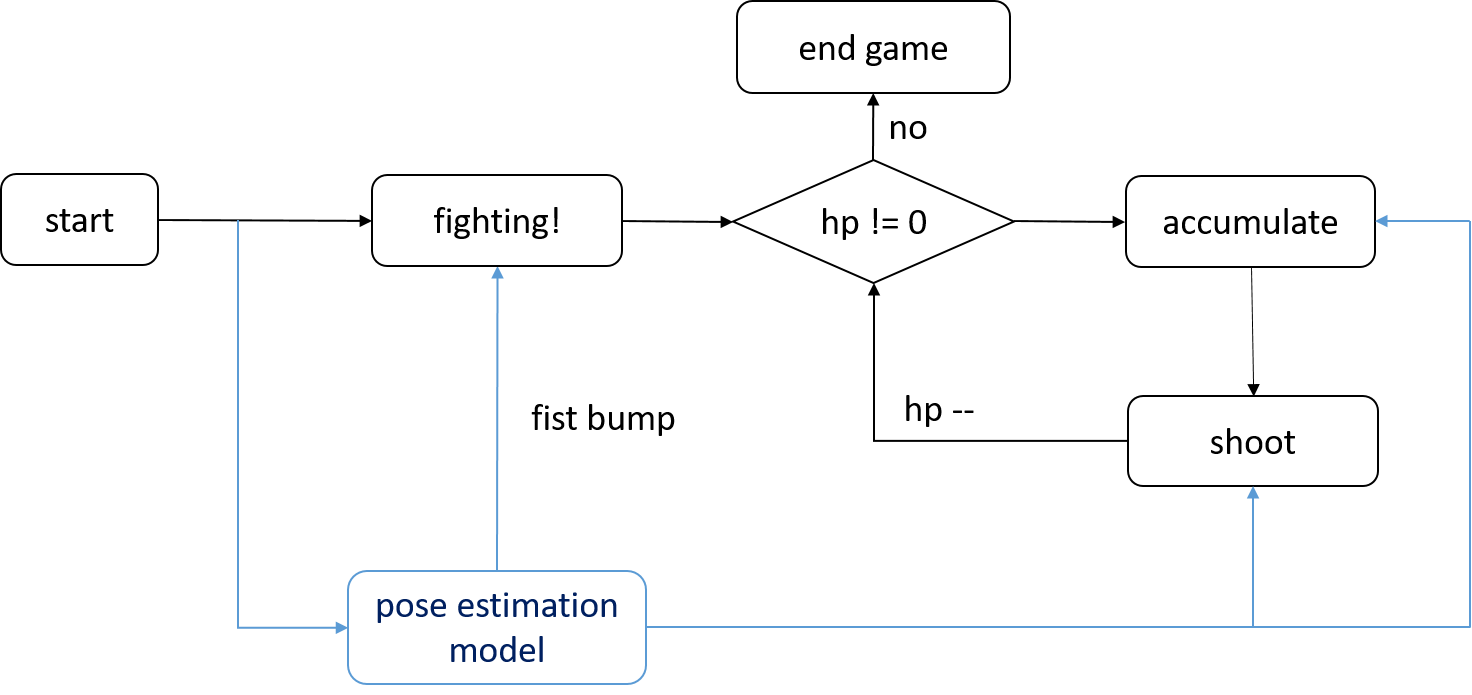 end game
no
start
fighting!
hp != 0
accumulate
fist bump
hp --
shoot
pose estimation
model